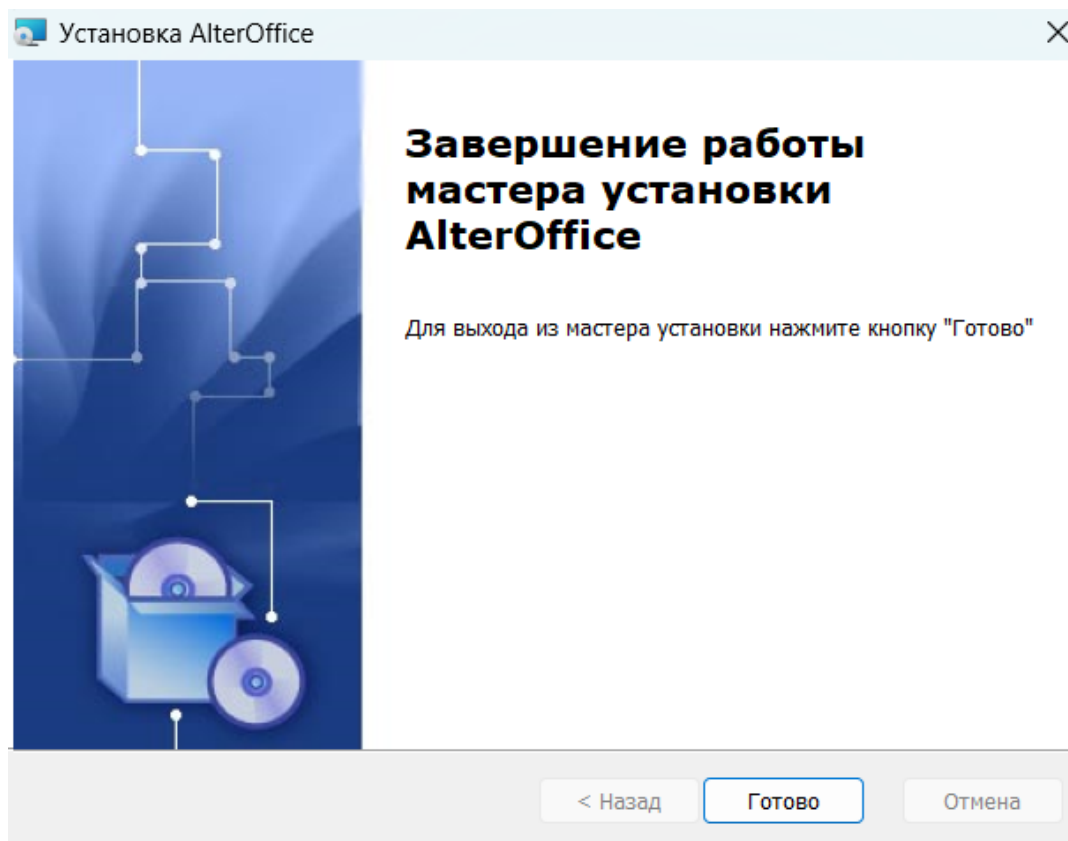 Установка AlterOffice
Завершение работы
мастера установки
AlterOffice
Для выхода из мастера установки нажмите кнопку "Готово"
< Назад
Готово
Отмена